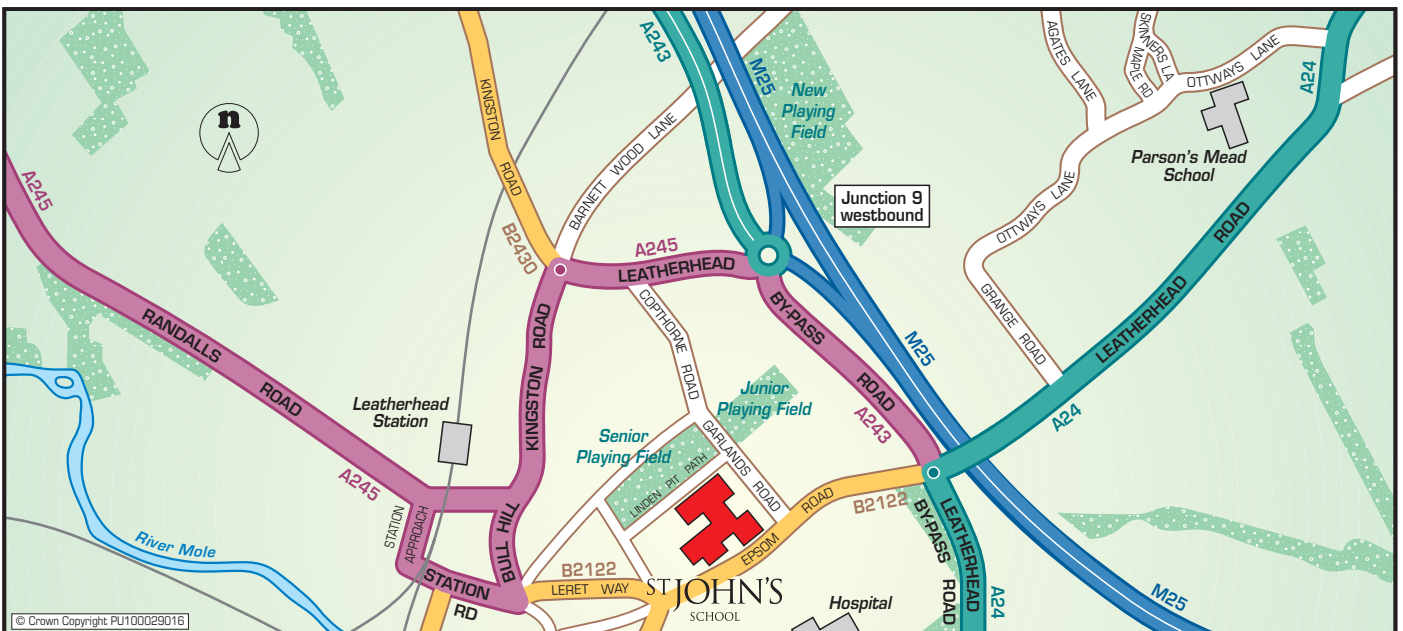 A243
M25
AGATES LANE
SKINNERS LA
MAPLE RD
OTTWAYS LANE
A24
KINGSTON
ROAD
B2430
BARNETT WOOD LANE
New
Playing
Field
Parson's Mead
School
n
A245
Junction 9
westbound
OTTWAYS LANE
A245
LEATHERHEAD
BY-PASS
ROAD
A243
GRANGE ROAD
LEATHERHEAD
ROAD
A24
COPTHORNE ROAD
KINGSTON
ROAD
M25
RANDALLS
ROAD
A245
Leatherhead
Station
Junior
Playing Field
Senior
Playing Field
LINDEN PIT PATH
GARLANDS
ROAD
STATION
APPROACH
BULL
HILL
River Mole
STATION
RD
B2122
LERET WAY
EPSOM
ROAD
B2122
LEATHERHEAD
BY-PASS
ROAD
A24
M25
ST JOHN'S
SCHOOL
Hospital
© Crown Copyright PU100029016